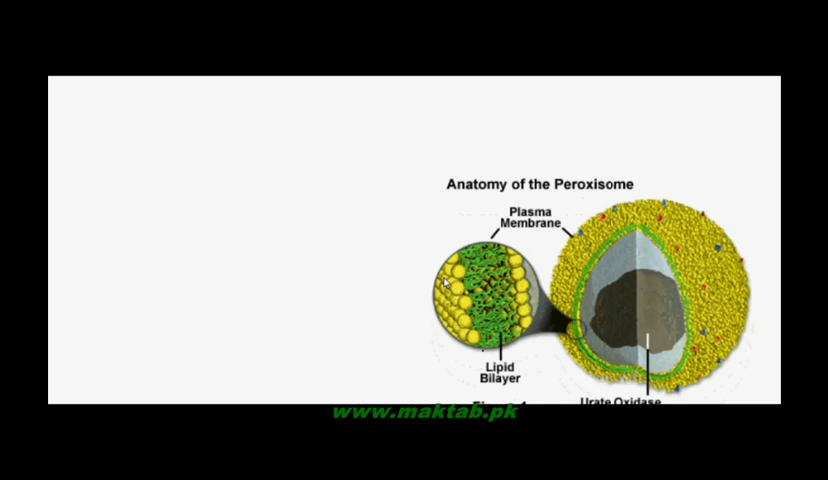 Anatomy of the Peroxisome
Plasma
Membrane
Lipid
Bilayer
Urate Oxidase
www.maktab.pk